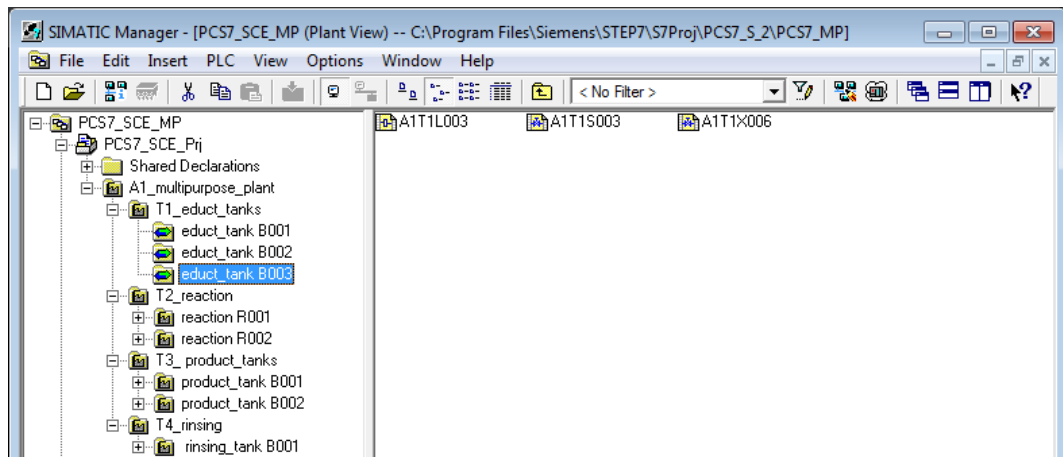 SIMATIC Manager - [PCS7_SCE_MP (Plant View) -- C:\Program Files\Siemens\STEP7\S7Proj\PCS7_S_2\PCS7_MP]
File Edit Insert PLC View Options Window Help
< No Filter >
PCS7_SCE_MP
PCS7_SCE_Prj
Shared Declarations
A1_multipurpose_plant
T1_educt_tanks
educt_tank B001
educt_tank B002
educt_tank B003
T2_reaction
reaction R001
reaction R002
T3_ product_tanks
product_tank B001
product_tank B002
T4_rinsing
rinsing_tank B001
A1T1L003 A1T1S003 A1T1X006